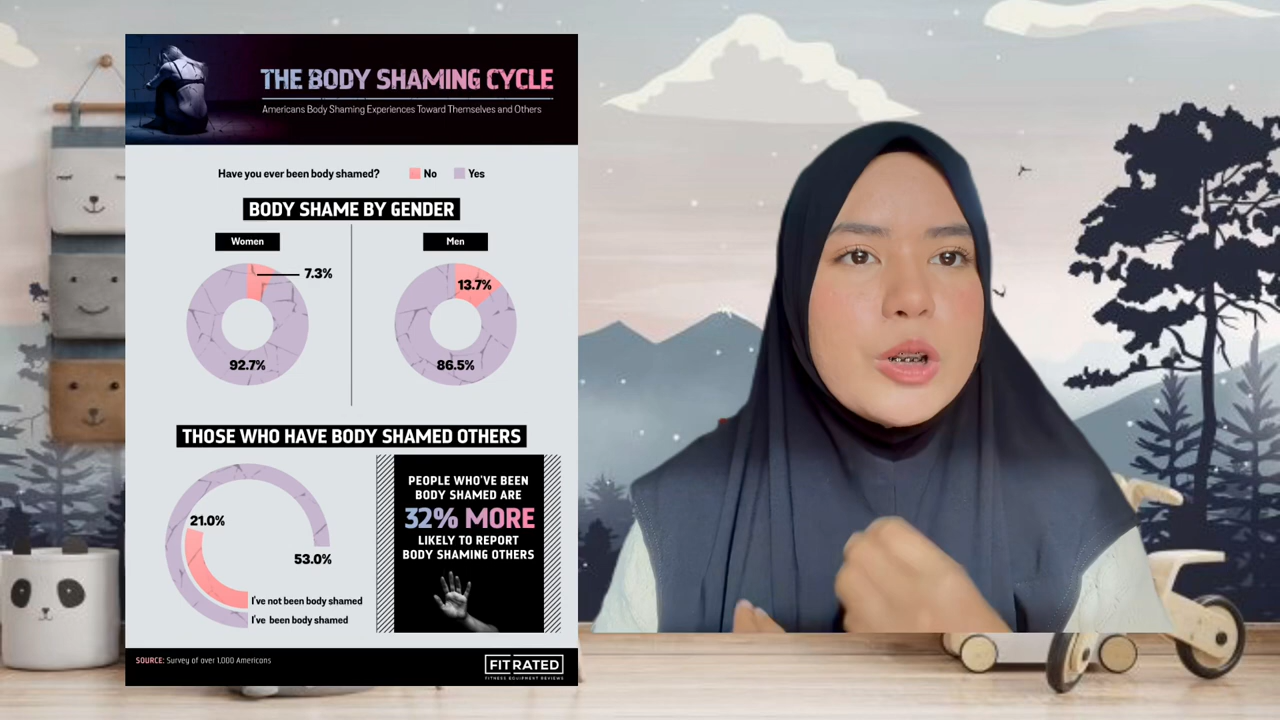 THE BODY SHAMING CYCLE
Americans Body Shaming Experiences Toward Themselves and Others
Have you ever been body shamed? No Yes
BODY SHAME BY GENDER
Women
Men
7.3%
13.7%
92.7%
86.5%
THOSE WHO HAVE BODY SHAMED OTHERS
21.0%
53.0%
I've not been body shamed
I've been body shamed
PEOPLE WHO'VE BEEN
BODY SHAMED ARE
32% MORE
LIKELY TO REPORT
BODY SHAMING OTHERS
SOURCE: Survey of over 1,000 Americans
FITRATED
FITNESS EQUIPMENT REVIEWS